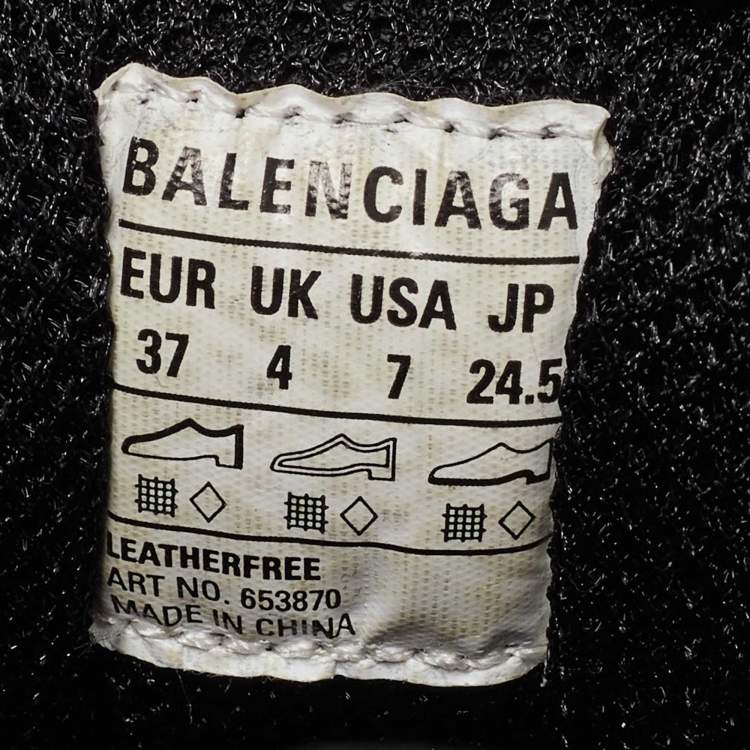 BALENCIAGA
EUR UK USA JP
37 4 7 24.5
LEATHERFREE
ART NO. 653870
MADE IN CHINA